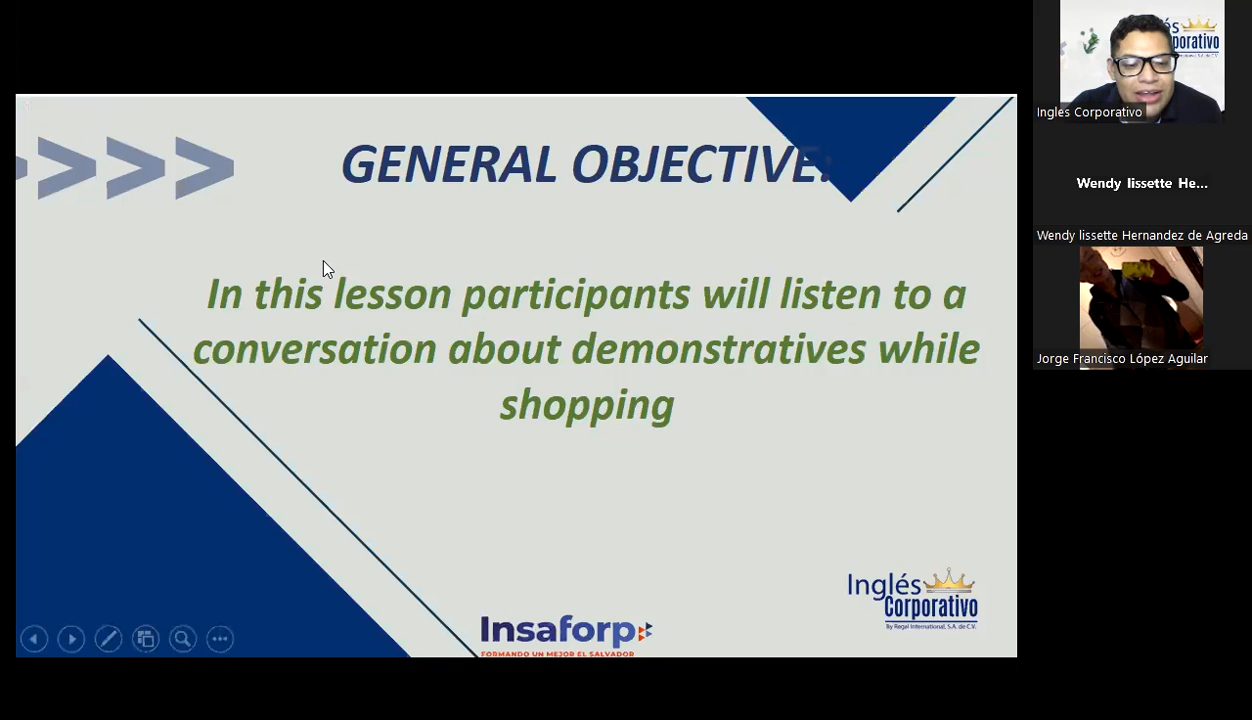 GENERAL OBJECTIVE:
In this lesson participants will listen to a
conversation about demonstratives while
shopping
Insaforp
FORMANDO UN MEJOR EL SALVADOR
Inglés
Corporativo
By Regal International, S.A. de C.V.
Ingles Corporativo
Wendy lissette He...
Wendy lissette Hernandez de Agreda
Jorge Francisco López Aguilar